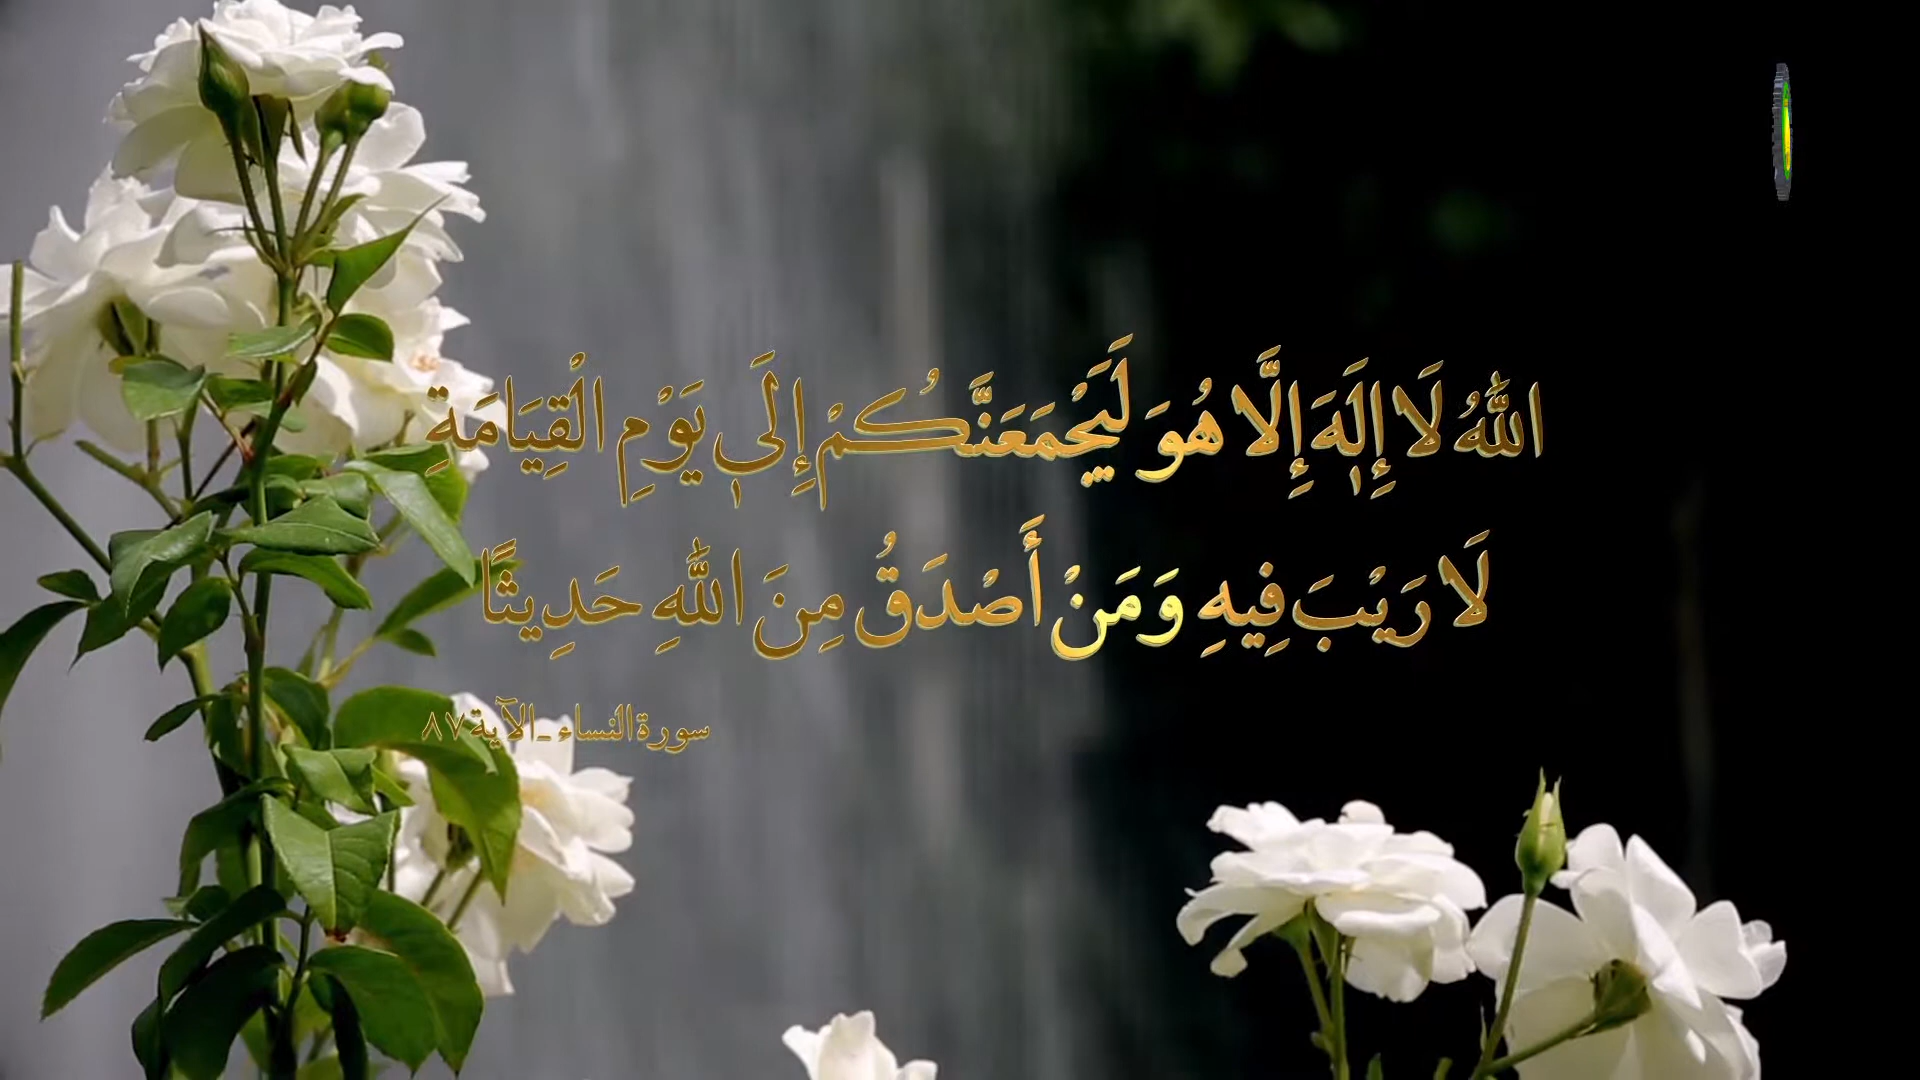 اللَّهُ لَا إِلَٰهَ إِلَّا هُوَ لَيَجْمَعَنَّكُمْ إِلَىٰ يَوْمِ الْقِيَامَةِ
لَا رَيْبَ فِيهِ وَمَنْ أَصْدَقُ مِنَ اللَّهِ حَدِيثًا
سورة النساء ـ الآية ٨٧